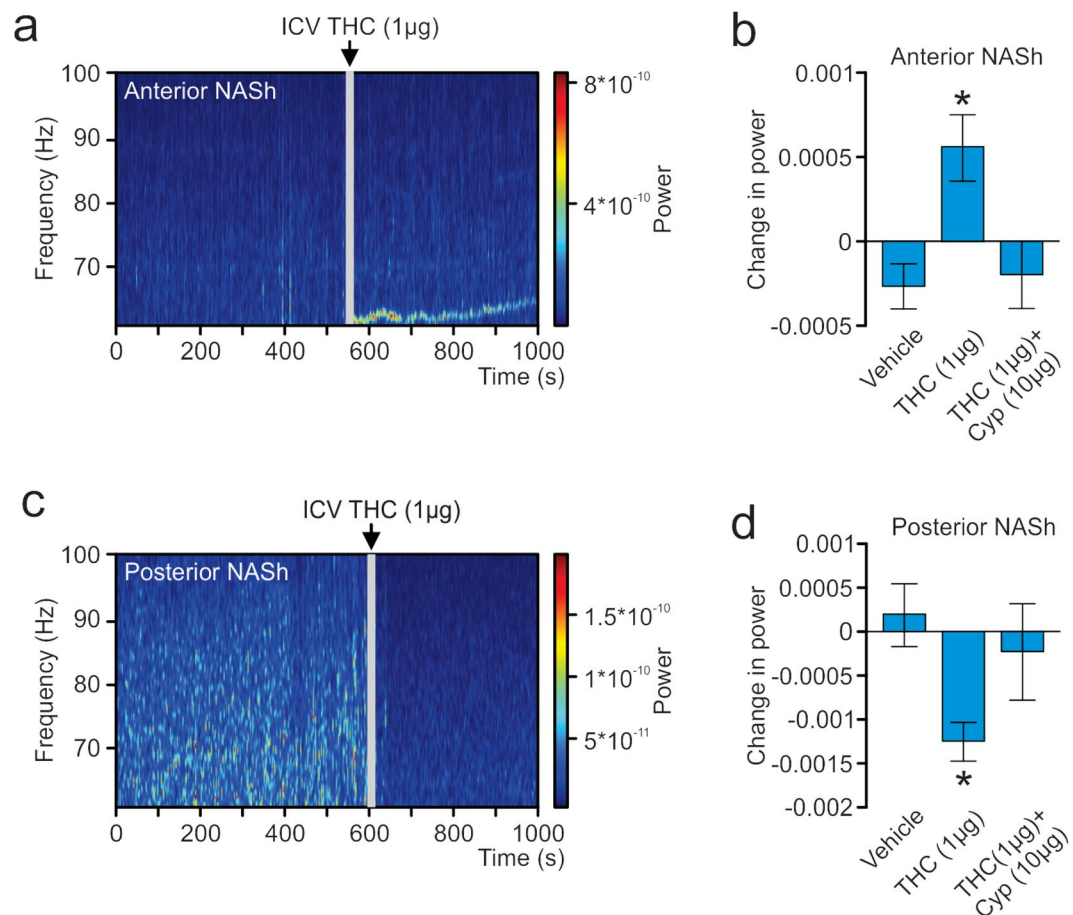 a
ICV THC (1µg)
Anterior NASh
100
90
80
70
Frequency (Hz)
0
200
400
600
800
1000
Time (s)
8*10-10
4*10-10
Power
b
Anterior NASh
0.001
0.0005
0
-0.0005
Change in power
*
Vehicle
THC (1µg)
THC (1µg)+
Cyp (10µg)
c
ICV THC (1µg)
Posterior NASh
100
90
80
70
Frequency (Hz)
0
200
400
600
800
1000
Time (s)
1.5*10-10
1*10-10
5*10-11
Power
d
Posterior NASh
0.001
0.0005
0
-0.0005
-0.001
-0.0015
-0.002
Change in power
*
Vehicle
THC (1µg)
THC(1µg)+
Cyp (10µg)